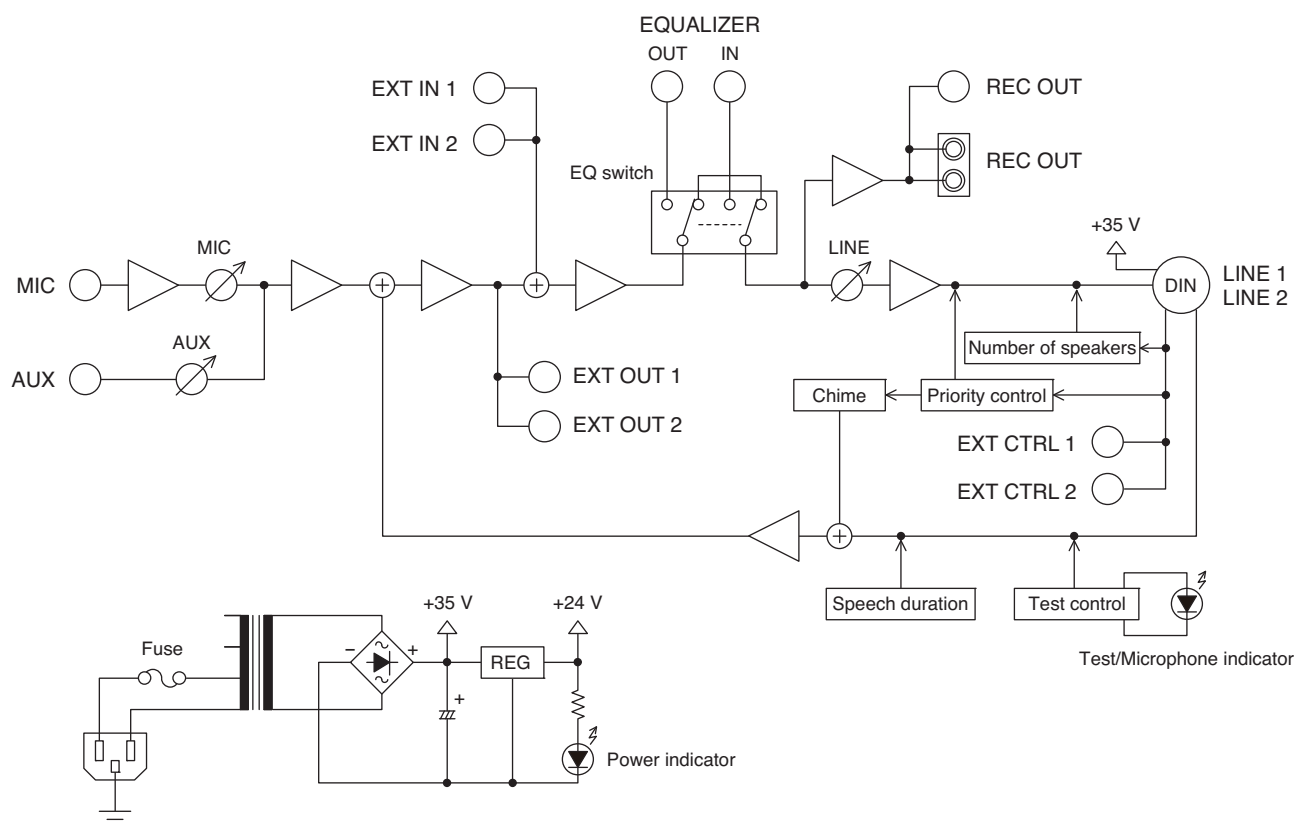 EQUALIZER
OUT IN
EXT IN 1
REC OUT
EXT IN 2
REC OUT
EQ switch
+35 V
MIC
LINE
MIC
DIN
LINE 1
LINE 2
AUX
Number of speakers
AUX
EXT OUT 1
Chime
Priority control
EXT OUT 2
EXT CTRL 1
EXT CTRL 2
Speech duration
Test control
+35 V
+24 V
Fuse
Test/Microphone indicator
− ~ ~ +
REG
+
Power indicator